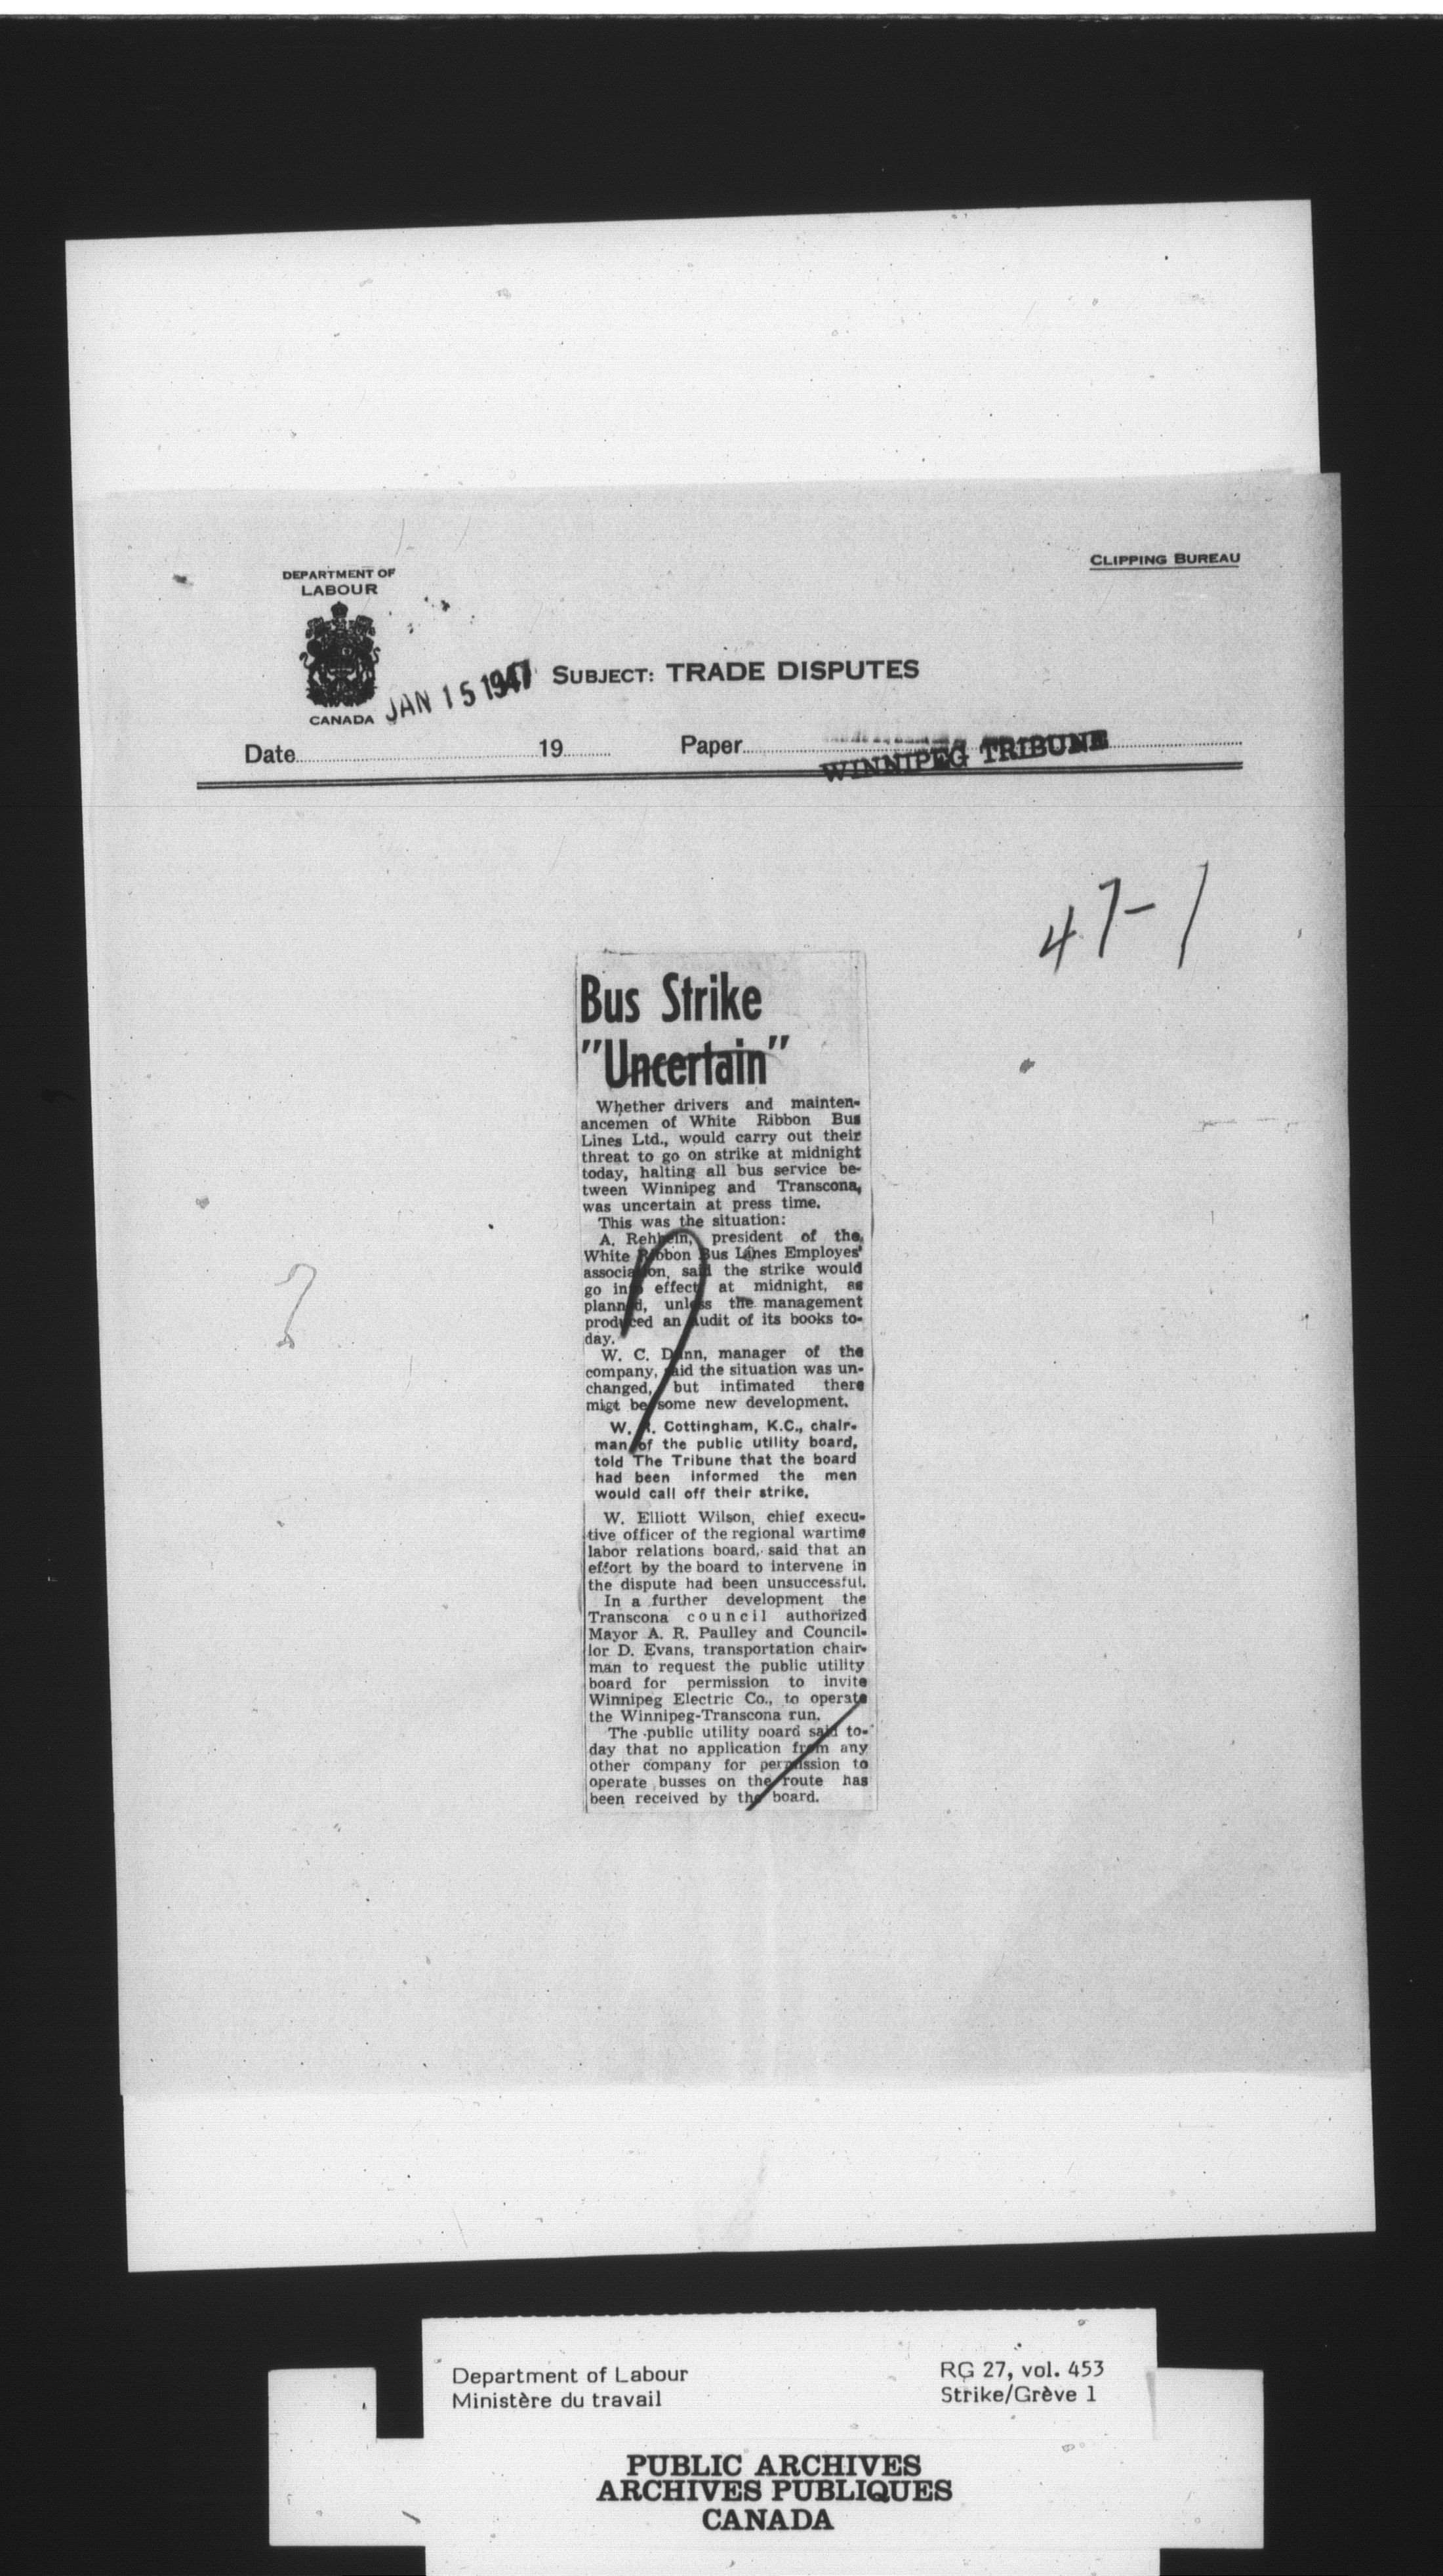 CLIPPING BUREAU
DEPARTMENT OF
LABOUR
CANADA
JAN 15 1947
SUBJECT: TRADE DISPUTES
Date 19 Paper
WINNIPEG TRIBUNE
47-1
Bus Strike
"Uncertain"
Whether drivers and mainten-
ancemen of White Ribbon Bus
Lines Ltd., would carry out their
threat to go on strike at midnight
today, halting all bus service be-
tween Winnipeg and Transcona,
was uncertain at press time.
This was the situation:
A. Rehbein, president of the
White Ribbon Bus Lines Employes'
association, said the strike would
go into effect at midnight, as
planned, unless the management
produced an audit of its books to-
day.
W. C. Dunn, manager of the
company, said the situation was un-
changed, but intimated there
migt be some new development.
W. R. Cottingham, K.C., chair-
man of the public utility board,
told The Tribune that the board
had been informed the men
would call off their strike.
W. Elliott Wilson, chief execu-
tive officer of the regional wartime
labor relations board, said that an
effort by the board to intervene in
the dispute had been unsuccessful.
In a further development the
Transcona council authorized
Mayor A. R. Paulley and Council-
lor D. Evans, transportation chair-
man to request the public utility
board for permission to invite
Winnipeg Electric Co., to operate
the Winnipeg-Transcona run.
The public utility board said to-
day that no application from any
other company for permission to
operate busses on the route has
been received by the board.
?
Department of Labour
Ministère du travail
RG 27, vol. 453
Strike/Grève 1
PUBLIC ARCHIVES
ARCHIVES PUBLIQUES
CANADA